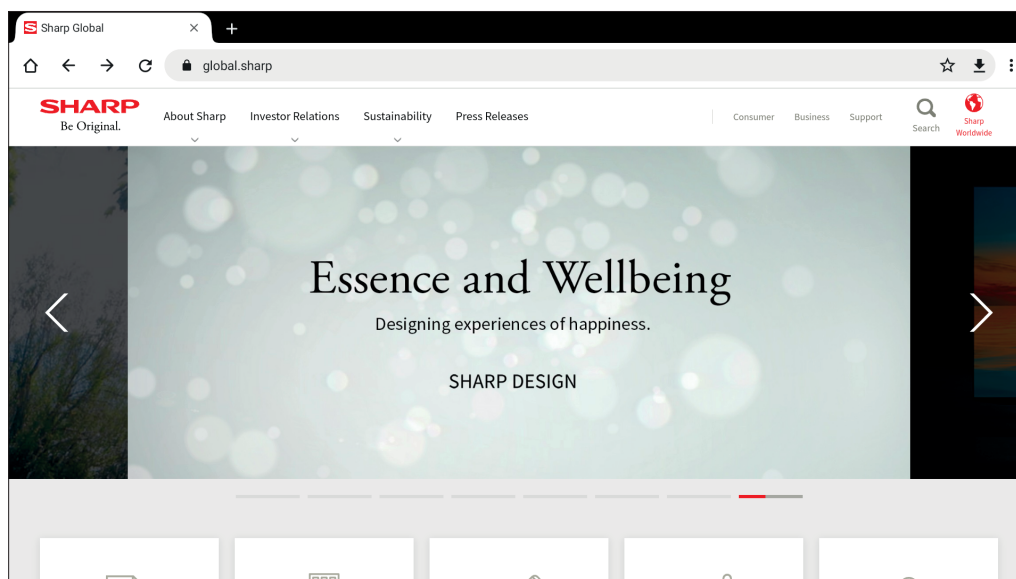 Sharp Global
global.sharp
SHARP
Be Original.
About Sharp
Investor Relations
Sustainability
Press Releases
Consumer
Business
Support
Search
Sharp
Worldwide
Essence and Wellbeing
Designing experiences of happiness.
SHARP DESIGN